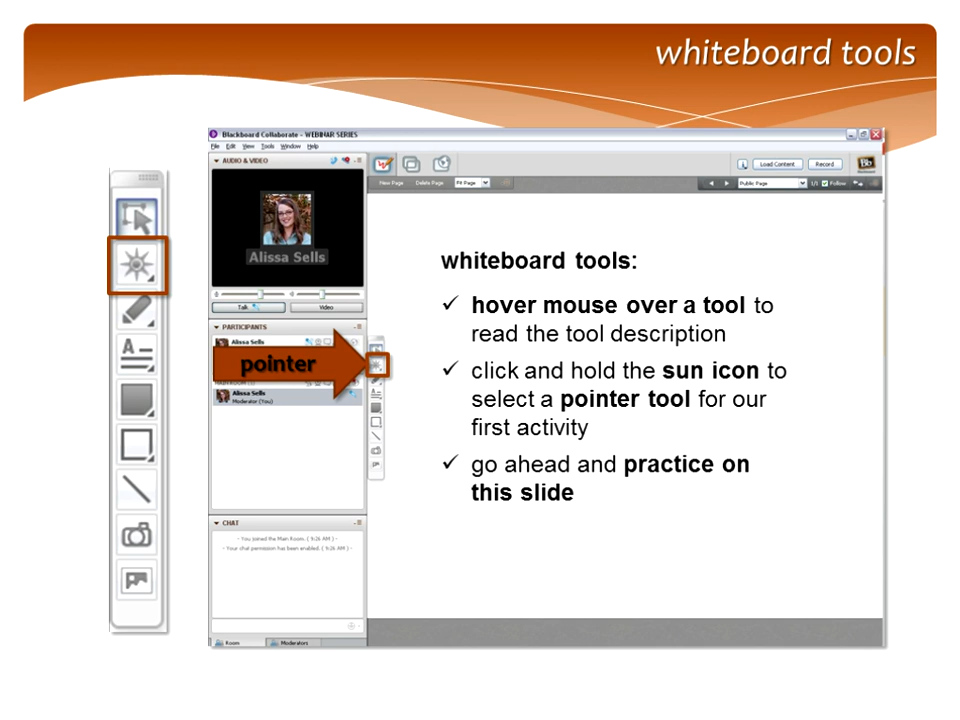 whiteboard tools
Blackboard Collaborate - WEBINAR SERIES
File Edit View Tools Window Help
AUDIO & VIDEO
Alissa Sells
Talk Video
PARTICIPANTS
Alissa Sells
pointer
MAIN ROOM (1)
Alissa Sells
Moderator (You)
CHAT
- You joined the Main Room. ( 9:26 AM ) -
- Your chat permission has been enabled. ( 9:26 AM ) -
Room Moderators
Load Content Record
Bb
New Page Delete Page Fit Page Public Page 1/1 Follow
A
A
whiteboard tools:
✓ hover mouse over a tool to
read the tool description
✓ click and hold the sun icon to
select a pointer tool for our
first activity
✓ go ahead and practice on
this slide